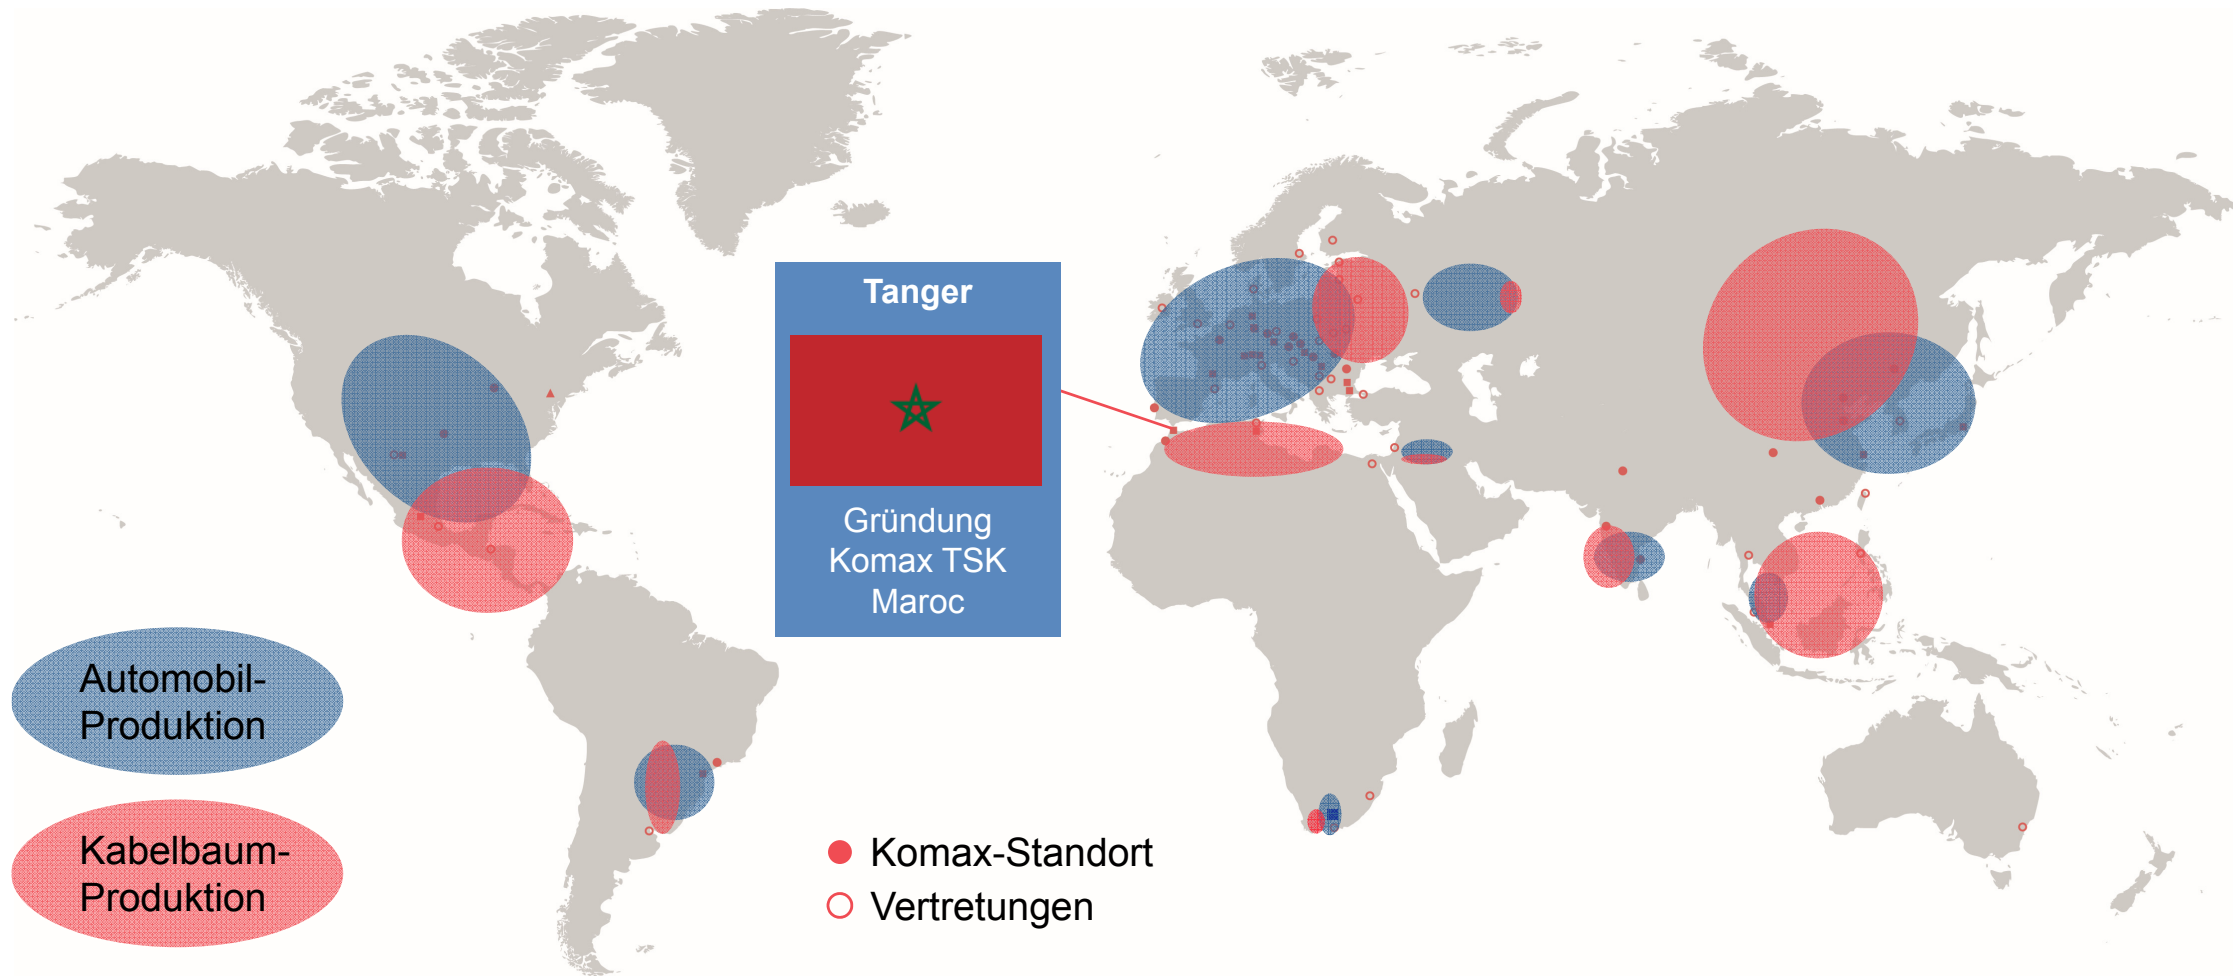 Tanger
Gründung
Komax TSK
Maroc
Automobil-
Produktion
Kabelbaum-
Produktion
Komax-Standort
Vertretungen